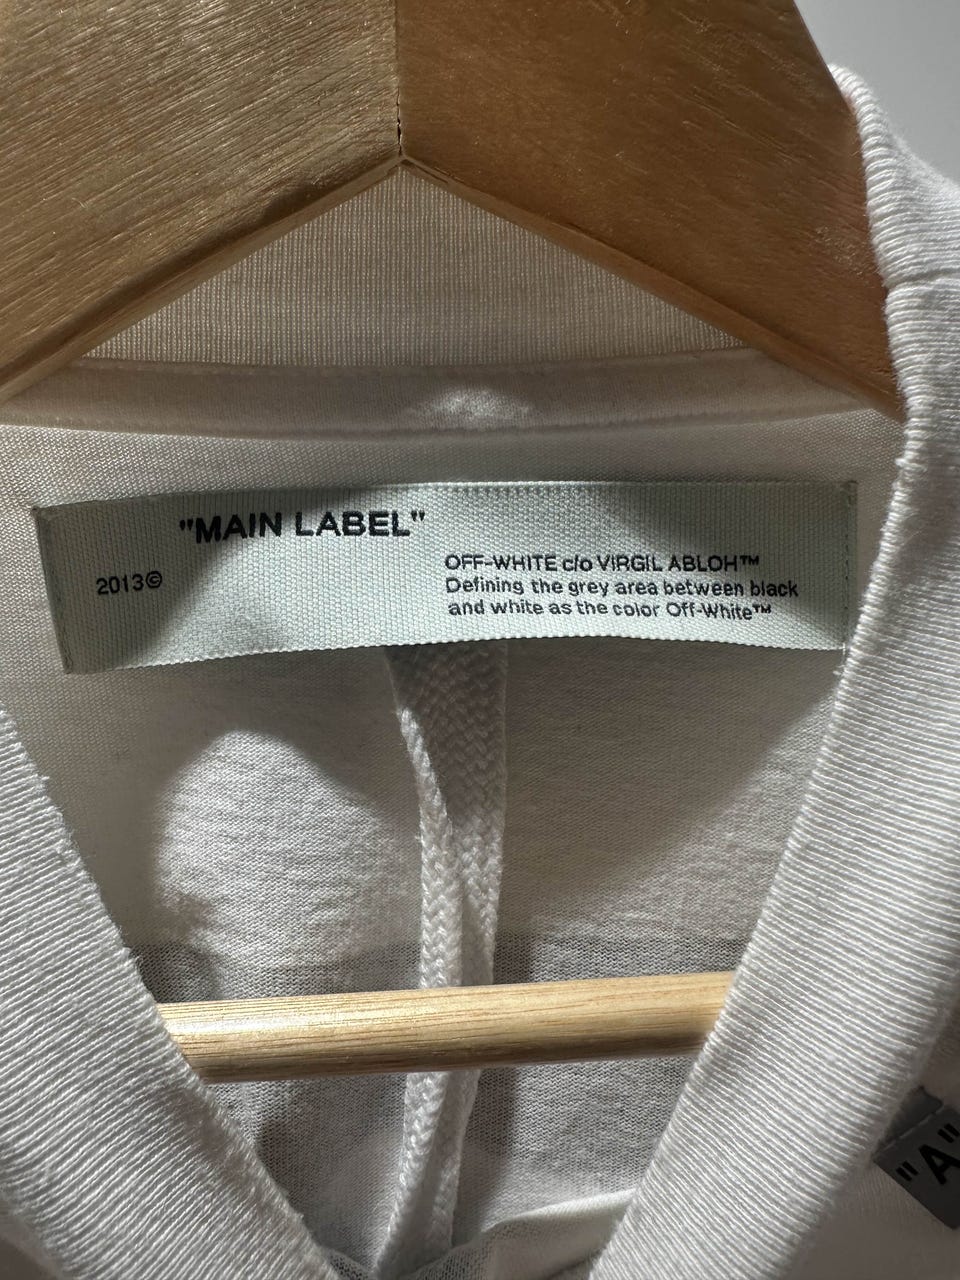 "MAIN LABEL"
2013©
OFF-WHITE c/o VIRGIL ABLOH™
Defining the grey area between black
and white as the color Off-White™
"A"